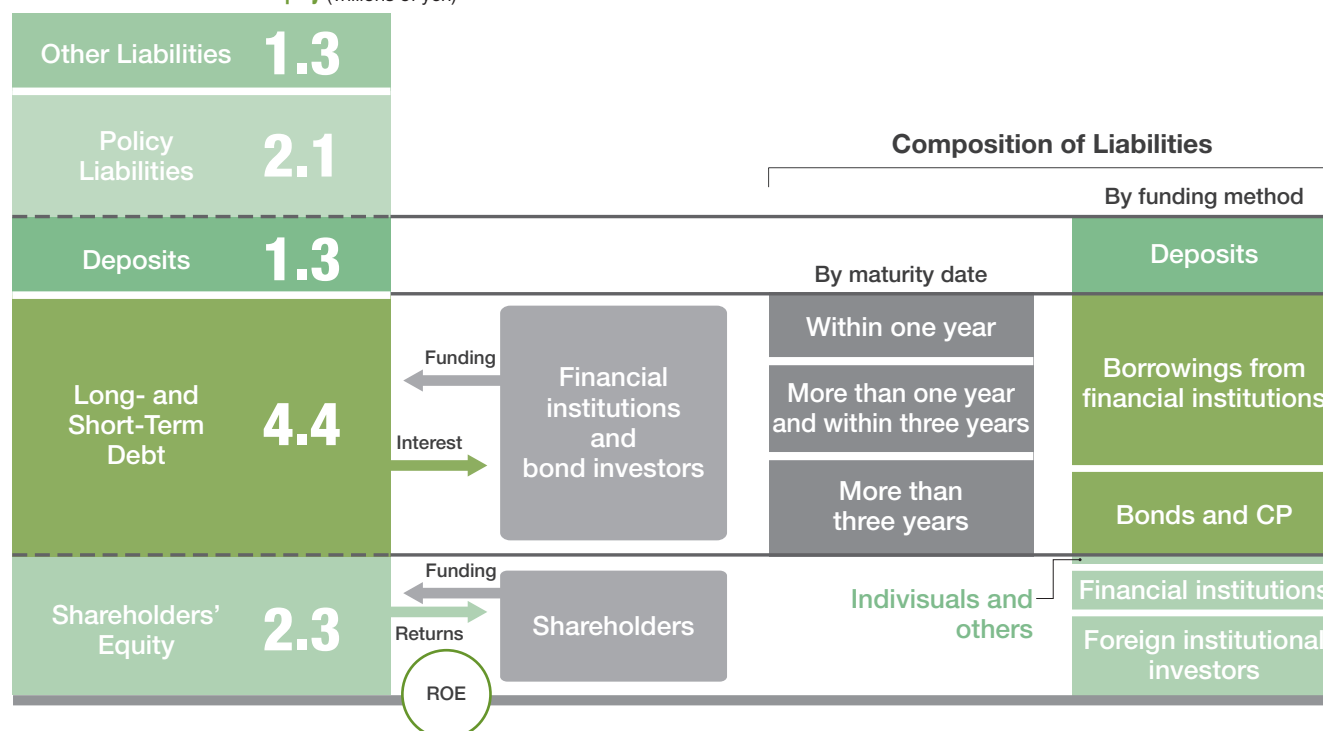 Other Liabilities 1.3
Policy
Liabilities
2.1
Composition of Liabilities
By funding method
Deposits 1.3
Deposits
By maturity date
Within one year
Funding
Financial
institutions
and
bond investors
More than one year
and within three years
Borrowings from
financial institutions
Long- and
Short-Term
Debt
4.4
Interest
More than
three years
Bonds and CP
Funding
Shareholders'
Equity
2.3
Returns
Shareholders
ROE
Indivisuals and
others
Financial institutions
Foreign institutional
investors